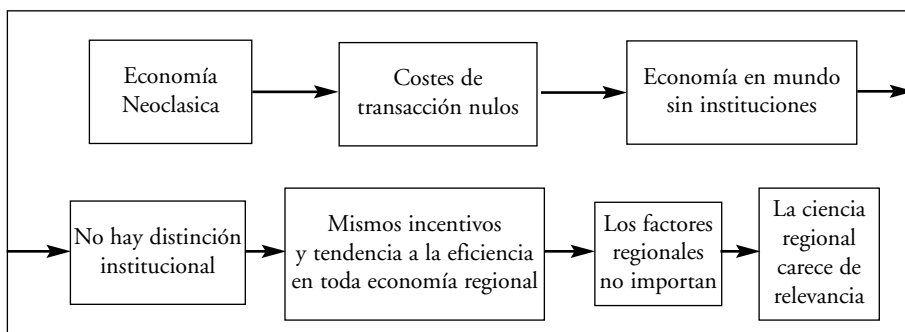 Economía
Neoclasica
Costes de
transacción nulos
Economía en mundo
sin instituciones
No hay distinción
institucional
Mismos incentivos
y tendencia a la eficiencia
en toda economía regional
Los factores
regionales
no importan
La ciencia
regional
carece de
relevancia